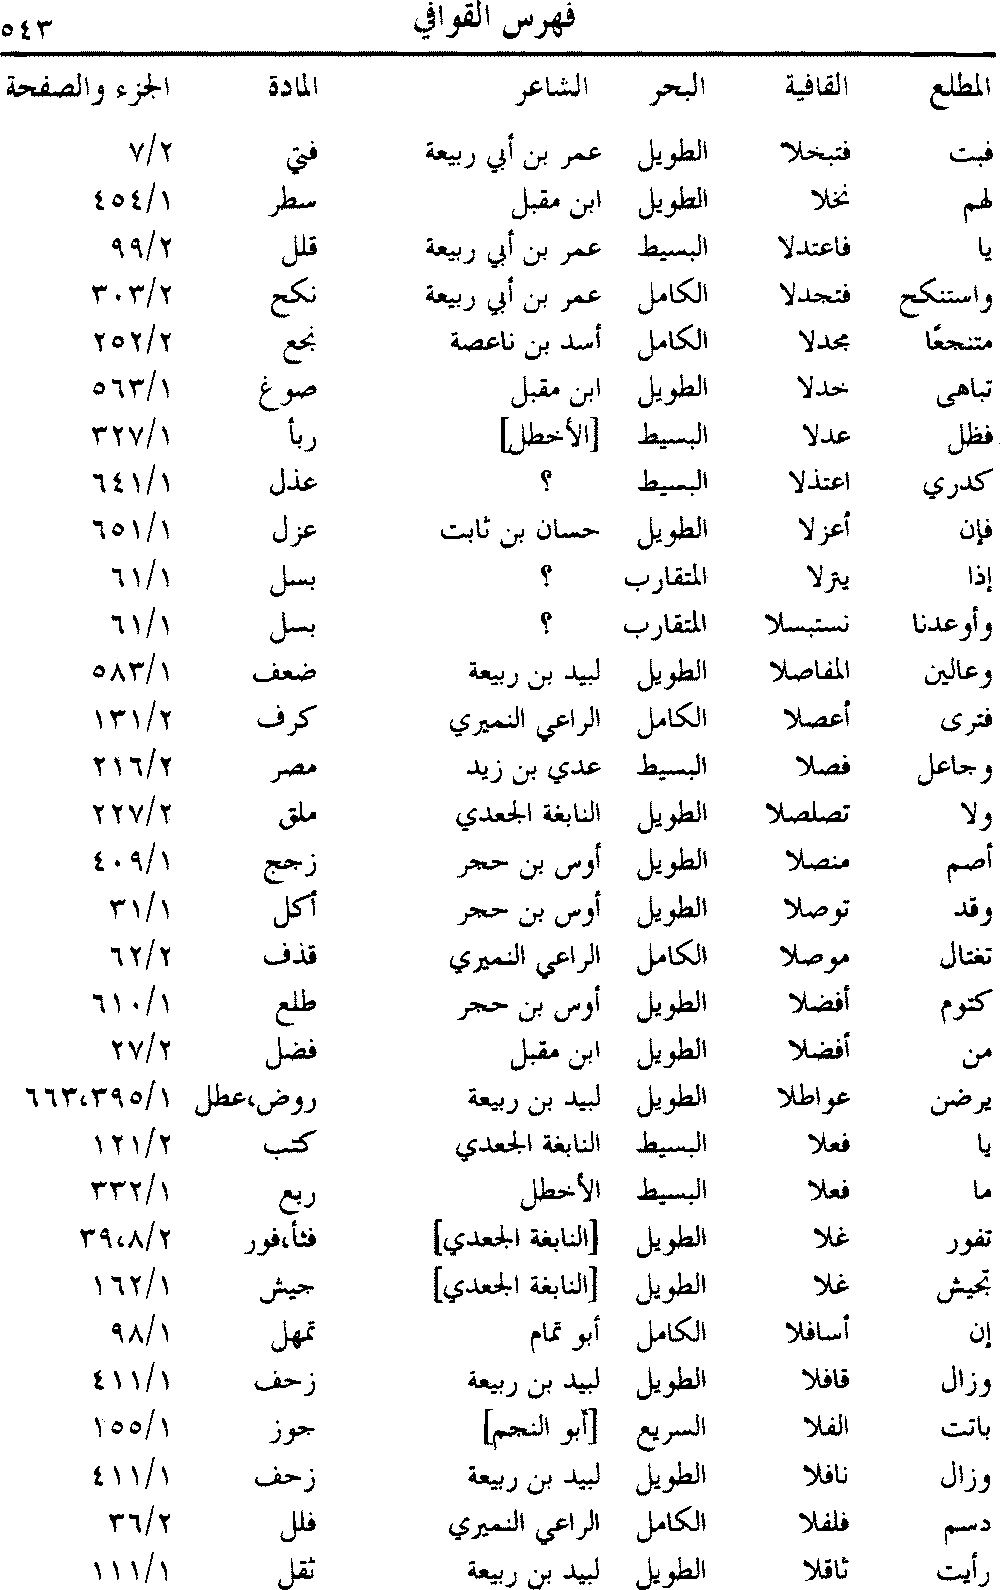 فهرس القوافي ٥٤٣
المطلع القافية البحر الشاعر المادة الجزء والصفحة
فبت فتبخلا الطويل عمر بن أبي ربيعة فتي ٧/٢
لهم نخلا الطويل ابن مقبل سطر ٤٥٤/١
يا فاعتدلا البسيط عمر بن أبي ربيعة قلل ٩٩/٢
واستنكح فتجدلا الكامل عمر بن أبي ربيعة نكح ٣٠٣/٢
متنجعًا مجدلا الكامل أسد بن ناعصة نجع ٢٥٢/٢
تباهى خدلا الطويل ابن مقبل صوغ ٥٦٣/١
فظل عدلا البسيط [الأخطل] ربأ ٣٢٧/١
كدري اعتذلا البسيط ؟ عذل ٦٤١/١
فإن أعزلا الطويل حسان بن ثابت عزل ٦٥١/١
إذا ينزلا المتقارب ؟ بسل ٦١/١
وأوعدنا نستبسلا المتقارب ؟ بسل ٦١/١
وعالين المفاصلا الطويل لبيد بن ربيعة ضعف ٥٨٣/١
فترى أعصلا الكامل الراعي النميري كرف ١٣١/٢
وجاعل فصلا البسيط عدي بن زيد مصر ٢١٦/٢
ولا تصلصلا الطويل النابغة الجعدي ملق ٢٢٧/٢
أصم منصلا الطويل أوس بن حجر زجج ٤٠٩/١
وقد توصلا الطويل أوس بن حجر أكل ٣١/١
تغتال موصلا الكامل الراعي النميري قذف ٦٢/٢
كتوم أفضلا الطويل أوس بن حجر طلع ٦١٠/١
من أفضلا الطويل ابن مقبل فضل ٢٧/٢
يرضن عواطلا الطويل لبيد بن ربيعة روض،عطل ٦٦٣،٣٩٥/١
يا فعلا البسيط النابغة الجعدي كتب ١٢١/٢
ما فعلا البسيط الأخطل ربع ٣٣٢/١
تفور غلا الطويل [النابغة الجعدي] فثأ،فور ٣٩،٨/٢
تجيش غلا الطويل [النابغة الجعدي] جيش ١٦٢/١
إن أسافلا الكامل أبو تمام تمهل ٩٨/١
وزال قافلا الطويل لبيد بن ربيعة زحف ٤١١/١
باتت الفلا السريع [أبو النجم] جوز ١٥٥/١
وزال نافلا الطويل لبيد بن ربيعة زحف ٤١١/١
دسم فلفلا الكامل الراعي النميري فلل ٣٦/٢
رأيت ثاقلا الطويل لبيد بن ربيعة ثقل ١١١/١